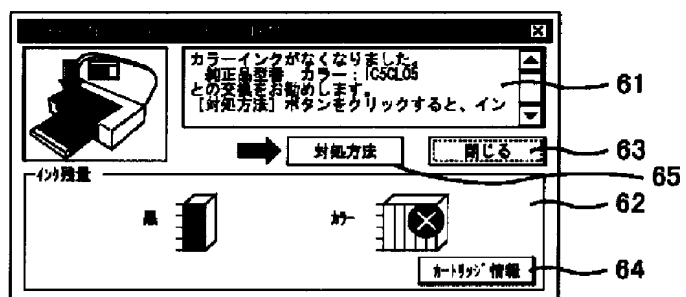 カラーインクがなくなりました。
純正品型番 カラー：IC5CL05
との交換をお勧めします。
[対処方法] ボタンをクリックすると、イン
61
対処方法
閉じる
63
65
インク残量
62
黒
カラー
カートリッジ情報
64